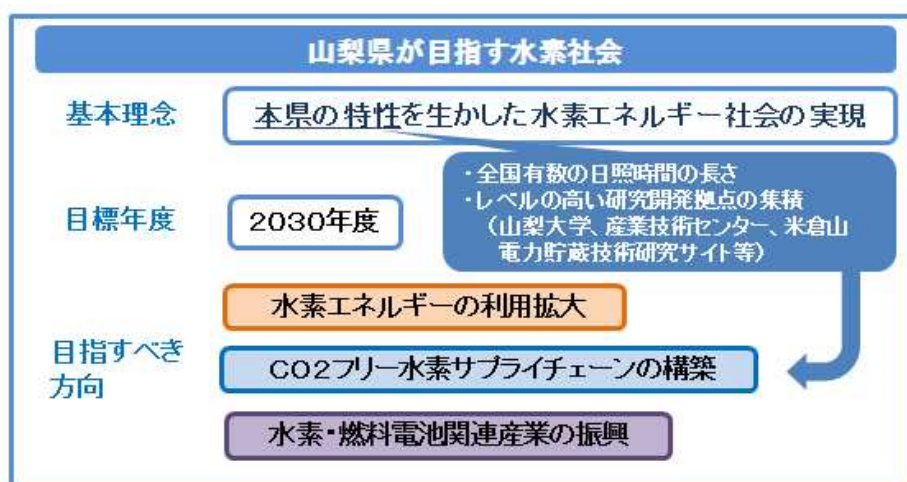 山梨県が目指す水素社会
基本理念
本県の特性を生かした水素エネルギー社会の実現
・全国有数の日照時間の長さ
・レベルの高い研究開発拠点の集積
（山梨大学、産業技術センター、米倉山
電力貯蔵技術研究サイト等）
目標年度
2030年度
目指すべき
方向
水素エネルギーの利用拡大
CO2フリー水素サプライチェーンの構築
水素・燃料電池関連産業の振興